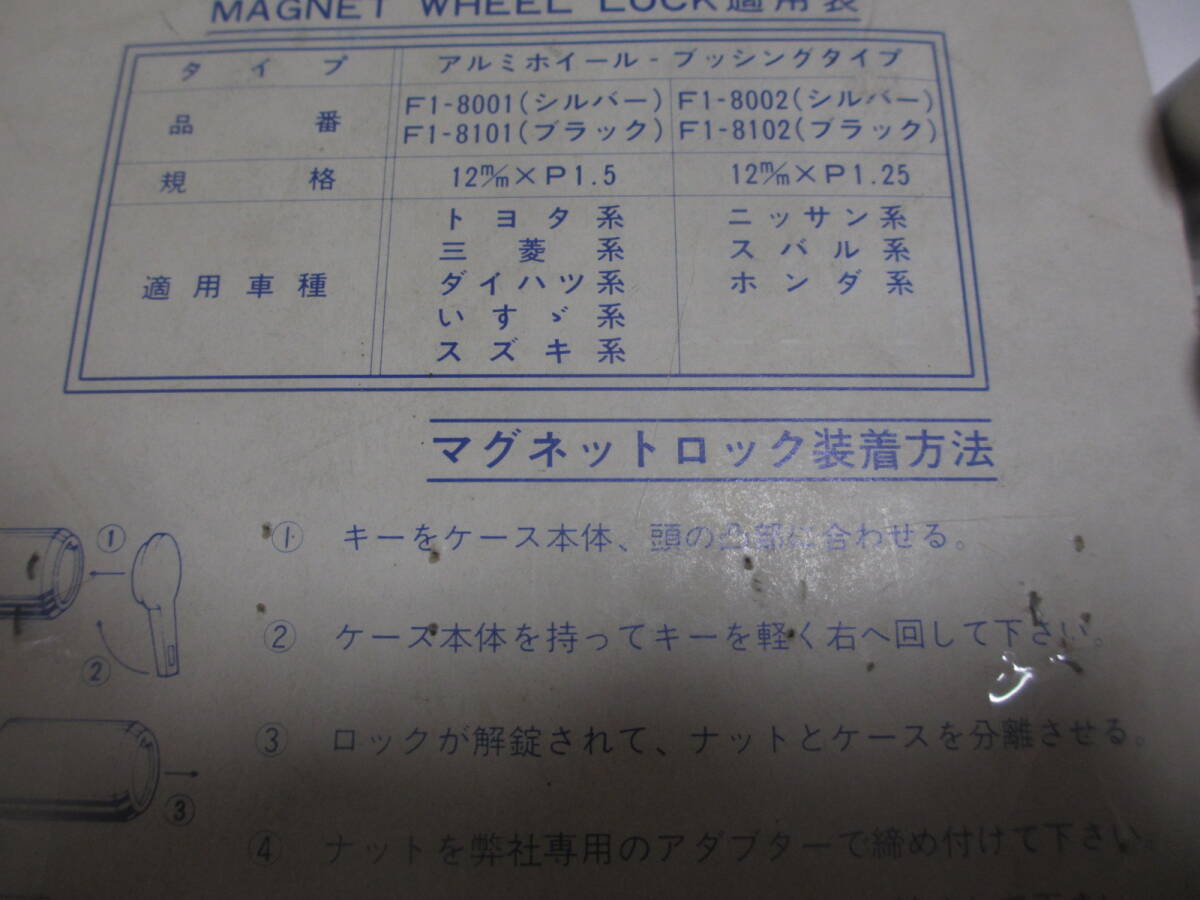 MAGNET WHEEL LOCK適用表
タイプ アルミホイール-ブッシングタイプ
品番 F1-8001(シルバー) F1-8002(シルバー)
F1-8101(ブラック) F1-8102(ブラック)
規格 12m/m×P1.5 12m/m×P1.25
適用車種
トヨタ系 ニッサン系
三菱系 スバル系
ダイハツ系 ホンダ系
いすゞ系
スズキ系
マグネットロック装着方法
① ① キーをケース本体、頭の凸部に合わせる。
② ② ケース本体を持ってキーを軽く右へ回して下さい。
③ ③ ロックが解錠されて、ナットとケースを分離させる。
④ ナットを弊社専用のアダプターで締め付けて下さい。